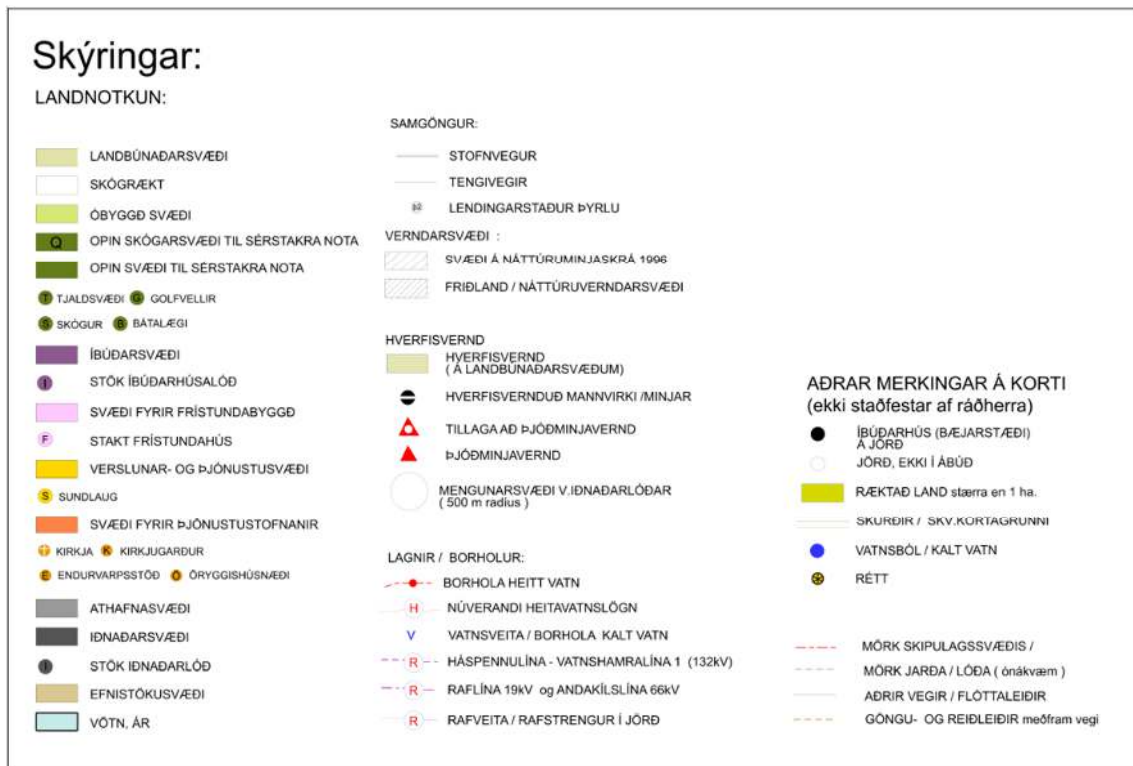 Skýringar:
LANDNOTKUN:
LANDBÚNAÐARSVÆÐI
SKÓGRÆKT
ÓBYGGÐ SVÆÐI
Q OPIN SKÓGARSVÆÐI TIL SÉRSTAKRA NOTA
OPIN SVÆÐI TIL SÉRSTAKRA NOTA
T TJALDSVÆÐI G GOLFVELLIR
S SKÓGUR B BÁTALÆGI
ÍBÚÐARSVÆÐI
I STÖK ÍBÚÐARHÚSALÓÐ
SVÆÐI FYRIR FRÍSTUNDABYGGÐ
F STAKT FRÍSTUNDAHÚS
VERSLUNAR- OG ÞJÓNUSTUSVÆÐI
S SUNDLAUG
SVÆÐI FYRIR ÞJÓNUSTUSTOFNANIR
KIRKJA K KIRKJUGARÐUR
E ENDURVARPSSTÖÐ Ö ÖRYGGISHÚSNÆÐI
ATHAFNASVÆÐI
IÐNAÐARSVÆÐI
I STÖK IÐNAÐARLÓÐ
EFNISTÖKUSVÆÐI
VÖTN, ÁR
SAMGÖNGUR:
STOFNVEGUR
TENGIVEGIR
LENDINGARSTAÐUR ÞYRLU
VERNDARSVÆÐI :
SVÆÐI Á NÁTTÚRUMINJASKRÁ 1996
FRIÐLAND / NÁTTÚRUVERNDARSVÆÐI
HVERFISVERND
HVERFISVERND
( Á LANDBÚNAÐARSVÆÐUM)
HVERFISVERNDUÐ MANNVIRKI /MINJAR
TILLAGA AÐ ÞJÓÐMINJAVERND
ÞJÓÐMINJAVERND
MENGUNARSVÆÐI V.IÐNAÐARLÓÐAR
( 500 m radius )
LAGNIR / BORHOLUR:
BORHOLA HEITT VATN
H NÚVERANDI HEITAVATNSLÖGN
V VATNSVEITA / BORHOLA KALT VATN
R HÁSPENNULÍNA - VATNSHAMRALÍNA 1 (132kV)
R RAFLÍNA 19kV og ANDAKÍLSLÍNA 66kV
R RAFVEITA / RAFSTRENGUR Í JÖRÐ
AÐRAR MERKINGAR Á KORTI
(ekki staðfestar af ráðherra)
ÍBÚÐARHÚS (BÆJARSTÆÐI)
Á JÖRÐ
JÖRÐ, EKKI Í ÁBÚÐ
RÆKTAÐ LAND stærra en 1 ha.
SKURÐIR / SKV.KORTAGRUNNI
VATNSBÓL / KALT VATN
RÉTT
MÖRK SKIPULAGSSVÆÐIS /
MÖRK JARÐA / LÓÐA ( ónákvæm )
AÐRIR VEGIR / FLÓTTALEIÐIR
GÖNGU- OG REIÐLEIÐIR meðfram vegi